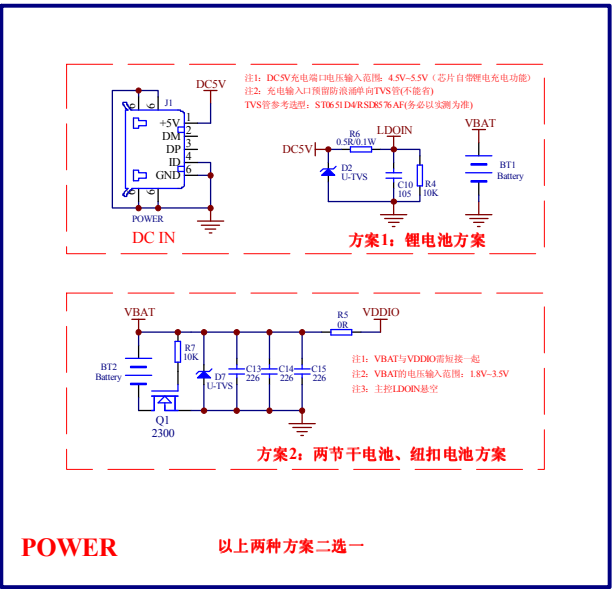 注1：DC5V充电端口电压输入范围：4.5V~5.5V（芯片自带锂电充电功能）
注2：充电输入口预留防浪涌单向TVS管(不能省)
TVS管参考选型：ST0651D4/RSD8576AF(务必以实测为准)
DC5V
J1
+5V 1
DM 2
DP 3
ID 4
GND 6
6 6
6 6
POWER
DC IN
DC5V
R6
0.5R/0.1W
LDOIN
D2
U-TVS
C10
105
R4
10K
VBAT
BT1
Battery
方案1：锂电池方案
VBAT
R5
0R
VDDIO
BT2
Battery
R7
10K
D7
U-TVS
C13
226
C14
226
C15
226
Q1
2300
注1：VBAT与VDDIO需短接一起
注2：VBAT的电压输入范围：1.8V~3.5V
注3：主控LDOIN悬空
方案2：两节干电池、纽扣电池方案
POWER
以上两种方案二选一